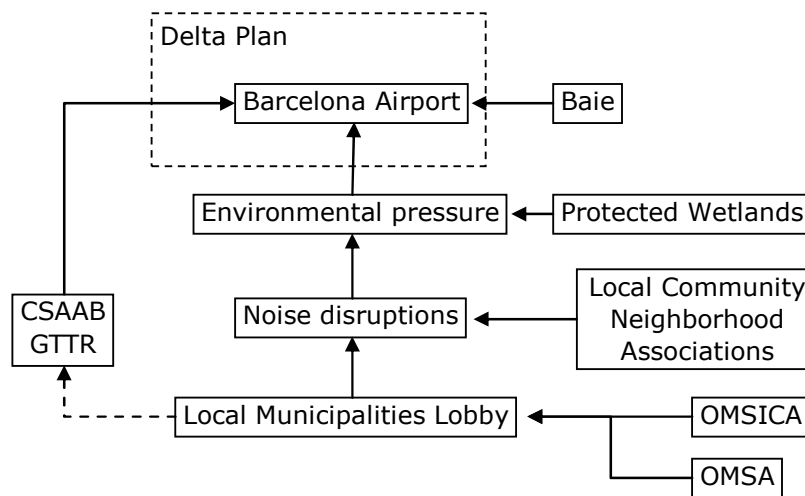 Delta Plan
Barcelona Airport
Baie
Environmental pressure
Protected Wetlands
CSAAB
GTTR
Noise disruptions
Local Community
Neighborhood
Associations
Local Municipalities Lobby
OMSICA
OMSA